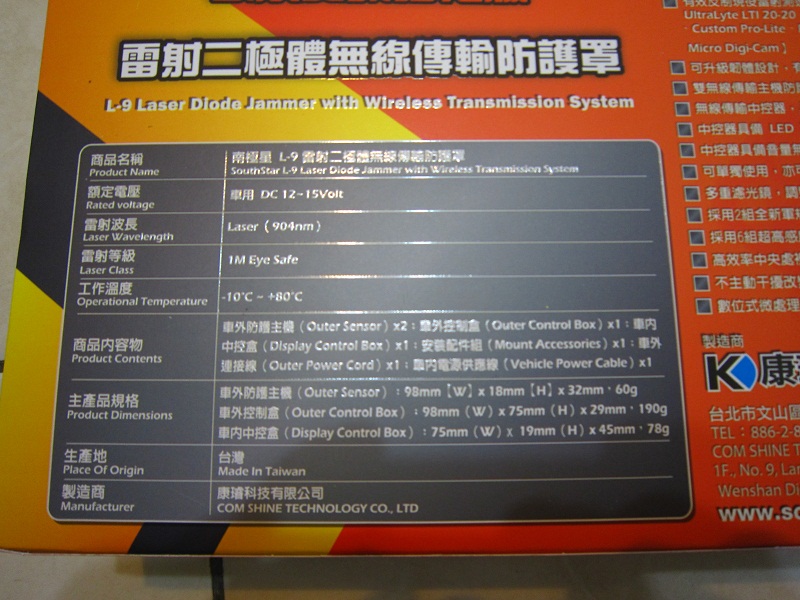 雷射二極體無線傳輸防護罩
L-9 Laser Diode Jammer with Wireless Transmission System
商品名稱 南極星 L-9 雷射二極體無線傳輸防護罩
Product Name SouthStar L-9 Laser Diode Jammer with Wireless Transmission System
額定電壓 車用 DC 12~15Volt
Rated voltage
雷射波長 Laser (904nm)
Laser Wavelength
雷射等級 1M Eye Safe
Laser Class
工作溫度 -10°C ~ +80°C
Operational Temperature
商品內容物
Product Contents
車外防護主機 (Outer Sensor) x2;車外控制盒 (Outer Control Box) x1;車內
中控盒 (Display Control Box) x1;安裝配件組 (Mount Accessories) x1;車外
連接線 (Outer Power Cord) x1;車內電源供應線 (Vehicle Power Cable) x1
主產品規格
Product Dimensions
車外防護主機 (Outer Sensor) : 98mm【W】x 18mm【H】x 32mm,60g
車外控制盒 (Outer Control Box) : 98mm (W) x 75mm (H) x 29mm,190g
車內中控盒 (Display Control Box) : 75mm (W) x 19mm (H) x 45mm,78g
生產地 台灣
Place Of Origin Made In Taiwan
製造商 康璿科技有限公司
Manufacturer COM SHINE TECHNOLOGY CO., LTD
UltraLyte LTI 20-20
Custom Pro-Lite
Micro Digi-Cam】
可升級韌體設計,
雙無線傳輸主機防
無線傳輸中控器,
中控器具備 LED
中控器具備音量
可單獨使用,亦
多重濾光鏡,
採用2組全新軍
採用6組超高感
高效率中央處
不主動干擾
數位式微處理
製造商
K 康
台北市文山區
TEL : 886-2-8
COM SHINE T
1F., No. 9, La
Wenshan Di
www.so